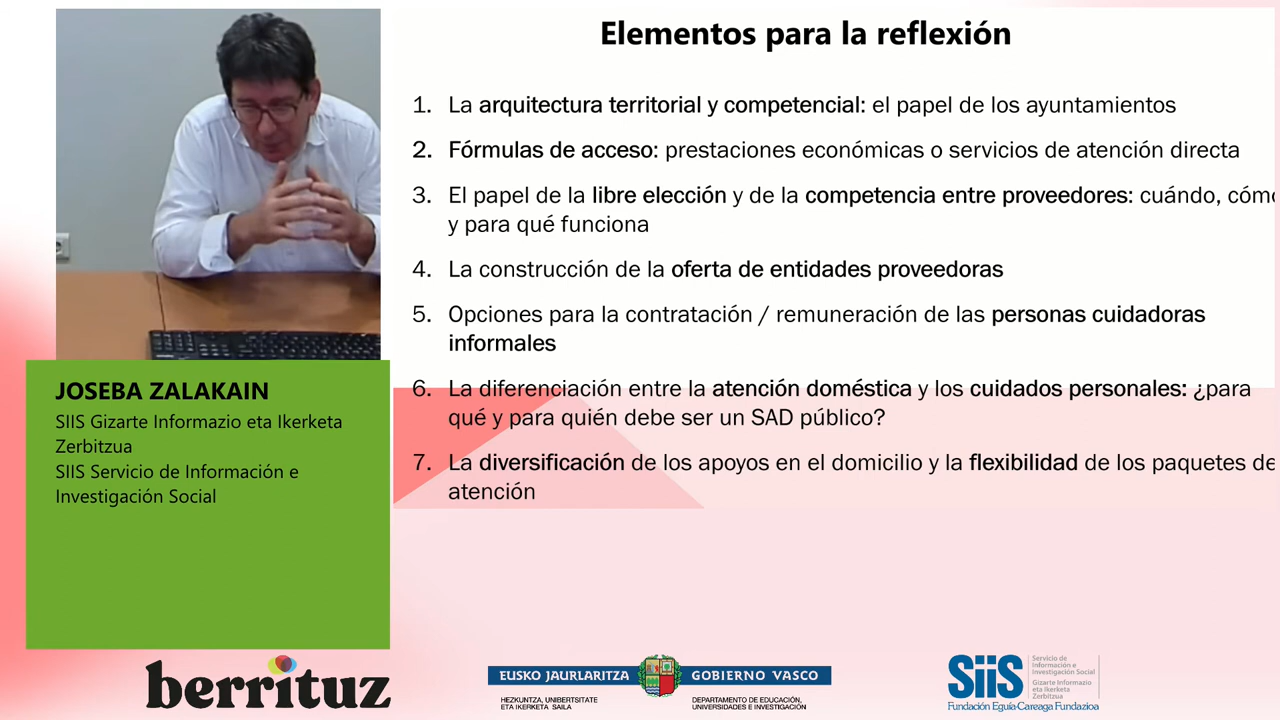 Elementos para la reflexión
1. La arquitectura territorial y competencial: el papel de los ayuntamientos
2. Fórmulas de acceso: prestaciones económicas o servicios de atención directa
3. El papel de la libre elección y de la competencia entre proveedores: cuándo, cómo
y para qué funciona
4. La construcción de la oferta de entidades proveedoras
5. Opciones para la contratación / remuneración de las personas cuidadoras
informales
6. La diferenciación entre la atención doméstica y los cuidados personales: ¿para
qué y para quién debe ser un SAD público?
7. La diversificación de los apoyos en el domicilio y la flexibilidad de los paquetes de
atención
JOSEBA ZALAKAIN
SIIS Gizarte Informazio eta Ikerketa
Zerbitzua
SIIS Servicio de Información e
Investigación Social
berrituz
EUSKO JAURLARITZA
GOBIERNO VASCO
HEZKUNTZA, UNIBERTSITATE
ETA IKERKETA SAILA
DEPARTAMENTO DE EDUCACIÓN,
UNIVERSIDADES E INVESTIGACIÓN
SiiS
Servicio de
Información e
Investigación Social
Gizarte Informazio
eta Ikerketa
Zerbitzua
Fundación Eguía-Careaga Fundazioa